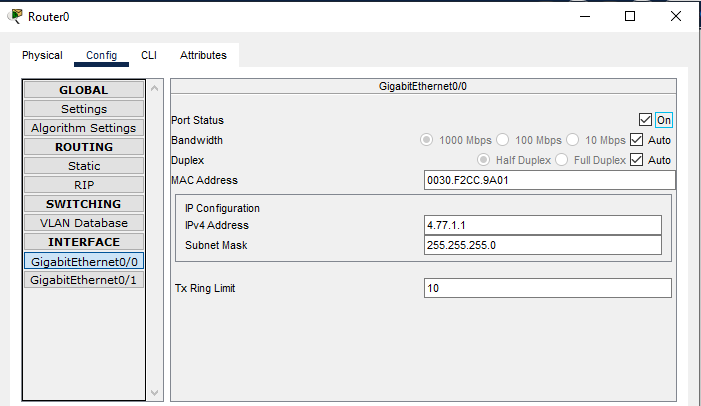 Router0
Physical Config CLI Attributes
GLOBAL
Settings
Algorithm Settings
ROUTING
Static
RIP
SWITCHING
VLAN Database
INTERFACE
GigabitEthernet0/0
GigabitEthernet0/1
GigabitEthernet0/0
Port Status On
Bandwidth 1000 Mbps 100 Mbps 10 Mbps Auto
Duplex Half Duplex Full Duplex Auto
MAC Address 0030.F2CC.9A01
IP Configuration
IPv4 Address 4.77.1.1
Subnet Mask 255.255.255.0
Tx Ring Limit 10